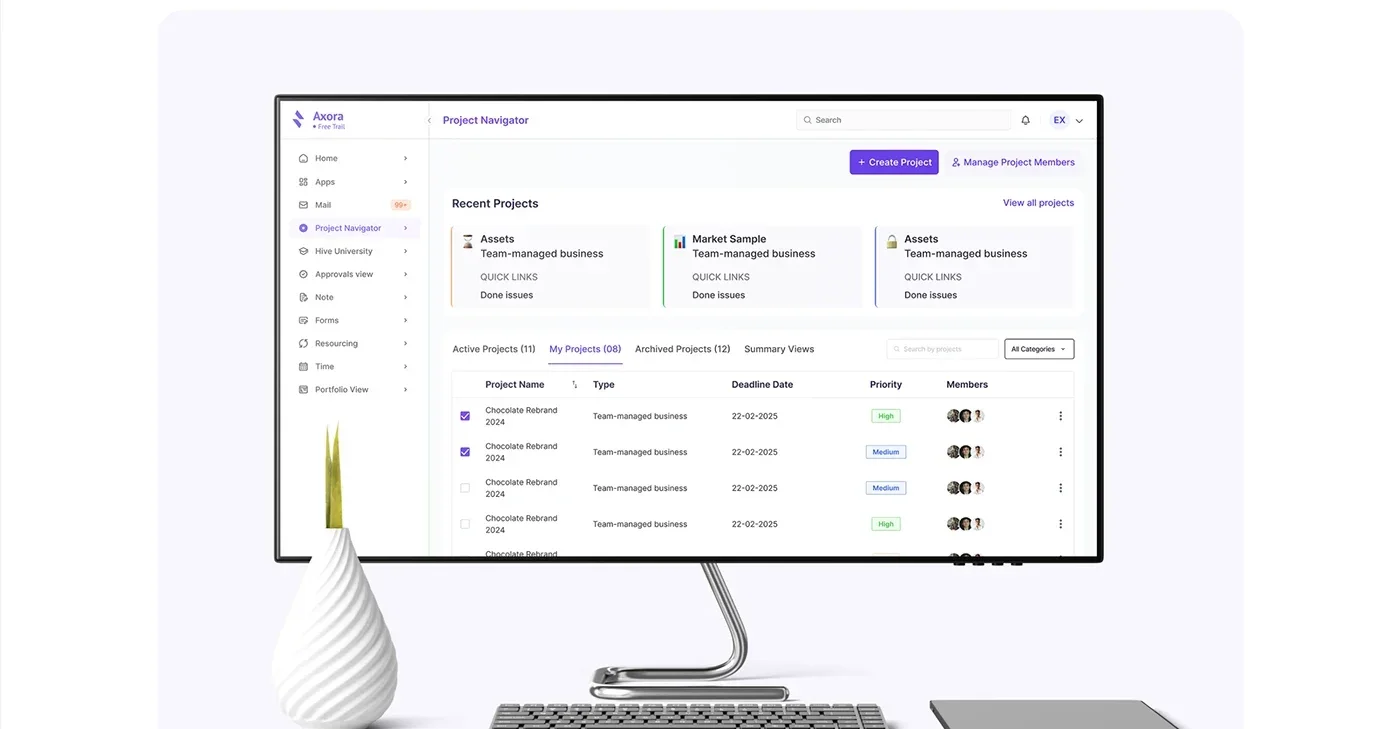 Axora
Free Trail
Project Navigator
Search
EX
Home
Apps
Mail
99+
Project Navigator
Hive University
Approvals view
Note
Forms
Resourcing
Time
Portfolio View
+ Create Project
Manage Project Members
Recent Projects
View all projects
Assets
Team-managed business
QUICK LINKS
Done issues
Market Sample
Team-managed business
QUICK LINKS
Done issues
Assets
Team-managed business
QUICK LINKS
Done issues
Active Projects (11)
My Projects (08)
Archived Projects (12)
Summary Views
Search by projects
All Categories
Project Name
Type
Deadline Date
Priority
Members
Chocolate Rebrand
2024
Team-managed business
22-02-2025
High
Chocolate Rebrand
2024
Team-managed business
22-02-2025
Medium
Chocolate Rebrand
2024
Team-managed business
22-02-2025
Medium
Chocolate Rebrand
2024
Team-managed business
22-02-2025
High
Chocolate Rebrand